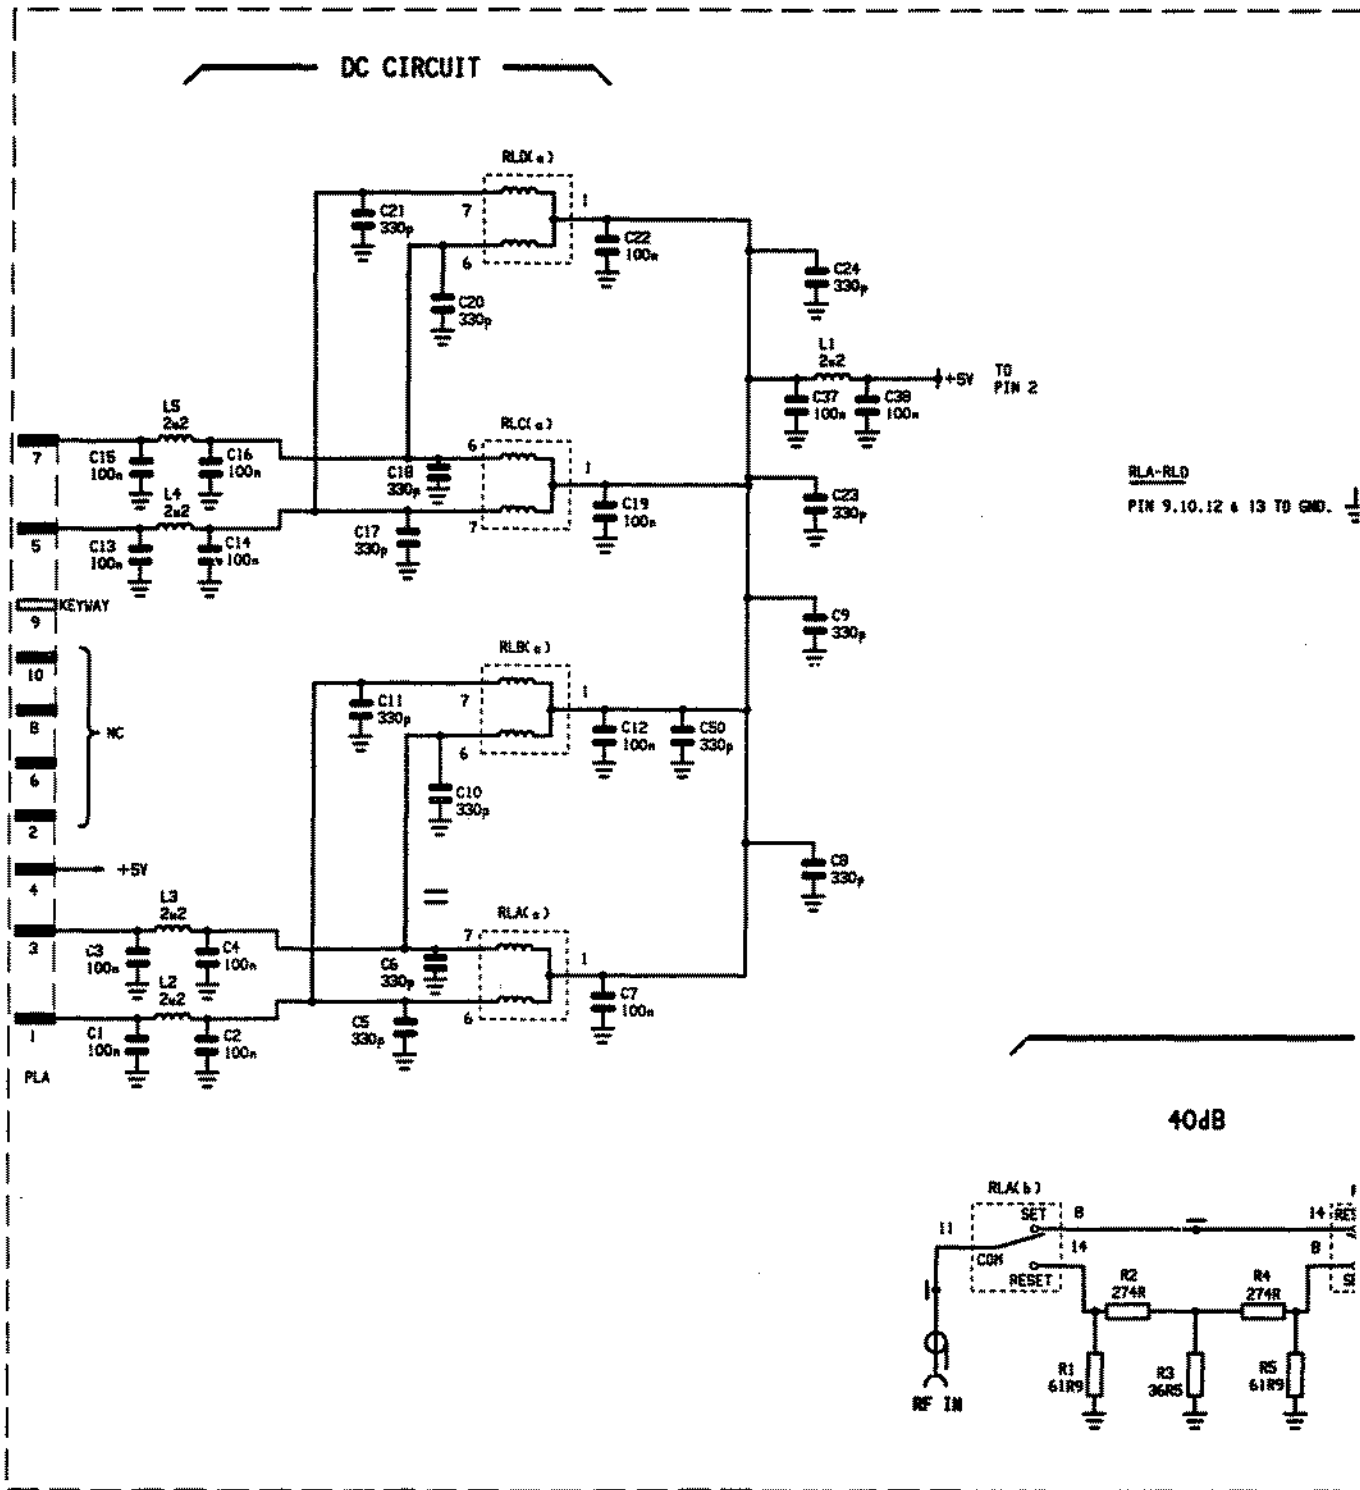 DC CIRCUIT
RLD(a)
7
1
C21
330p
6
C22
100n
C20
330p
C24
330p
L1
2u2
+5V
TO
PIN 2
C37
100n
C38
100n
L5
2u2
7
C15
100n
C16
100n
RLC(a)
6
1
C18
330p
L4
2u2
C19
100n
C23
330p
RLA-RLD
PIN 9,10,12 & 13 TO GND.
5
C13
100n
C14
100n
C17
330p
7
KEYWAY
9
C9
330p
10
RLB(a)
7
1
C11
330p
8
NC
C12
100n
C50
330p
6
6
C10
330p
2
4
+5V
C8
330p
L3
2u2
RLA(a)
3
C3
100n
C4
100n
7
1
C6
330p
L2
2u2
1
C1
100n
C2
100n
C5
330p
6
C7
100n
PLA
40dB
RLA(b)
11
SET
8
14
RES
COM
14
8
RESET
R2
274R
R4
274R
R1
61R9
R3
36R5
R5
61R9
RF IN